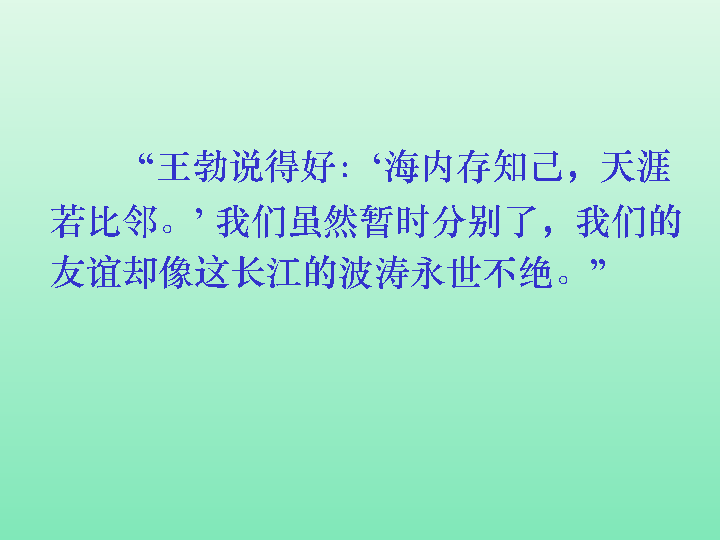 “王勃说得好：‘海内存知己，天涯
若比邻。’我们虽然暂时分别了，我们的
友谊却像这长江的波涛永世不绝。”